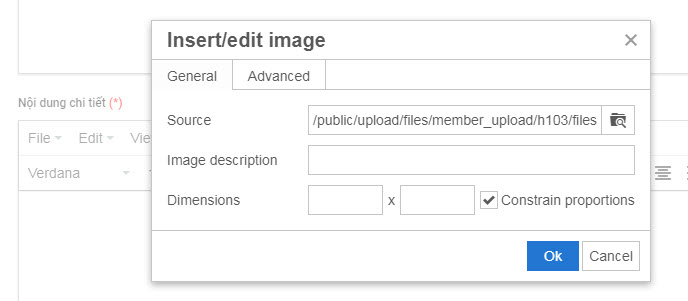 Insert/edit image
General Advanced
Nội dung chi tiết (*)
Source /public/upload/files/member_upload/h103/files
File Edit Vie
Image description
Verdana
Dimensions x Constrain proportions
Ok Cancel